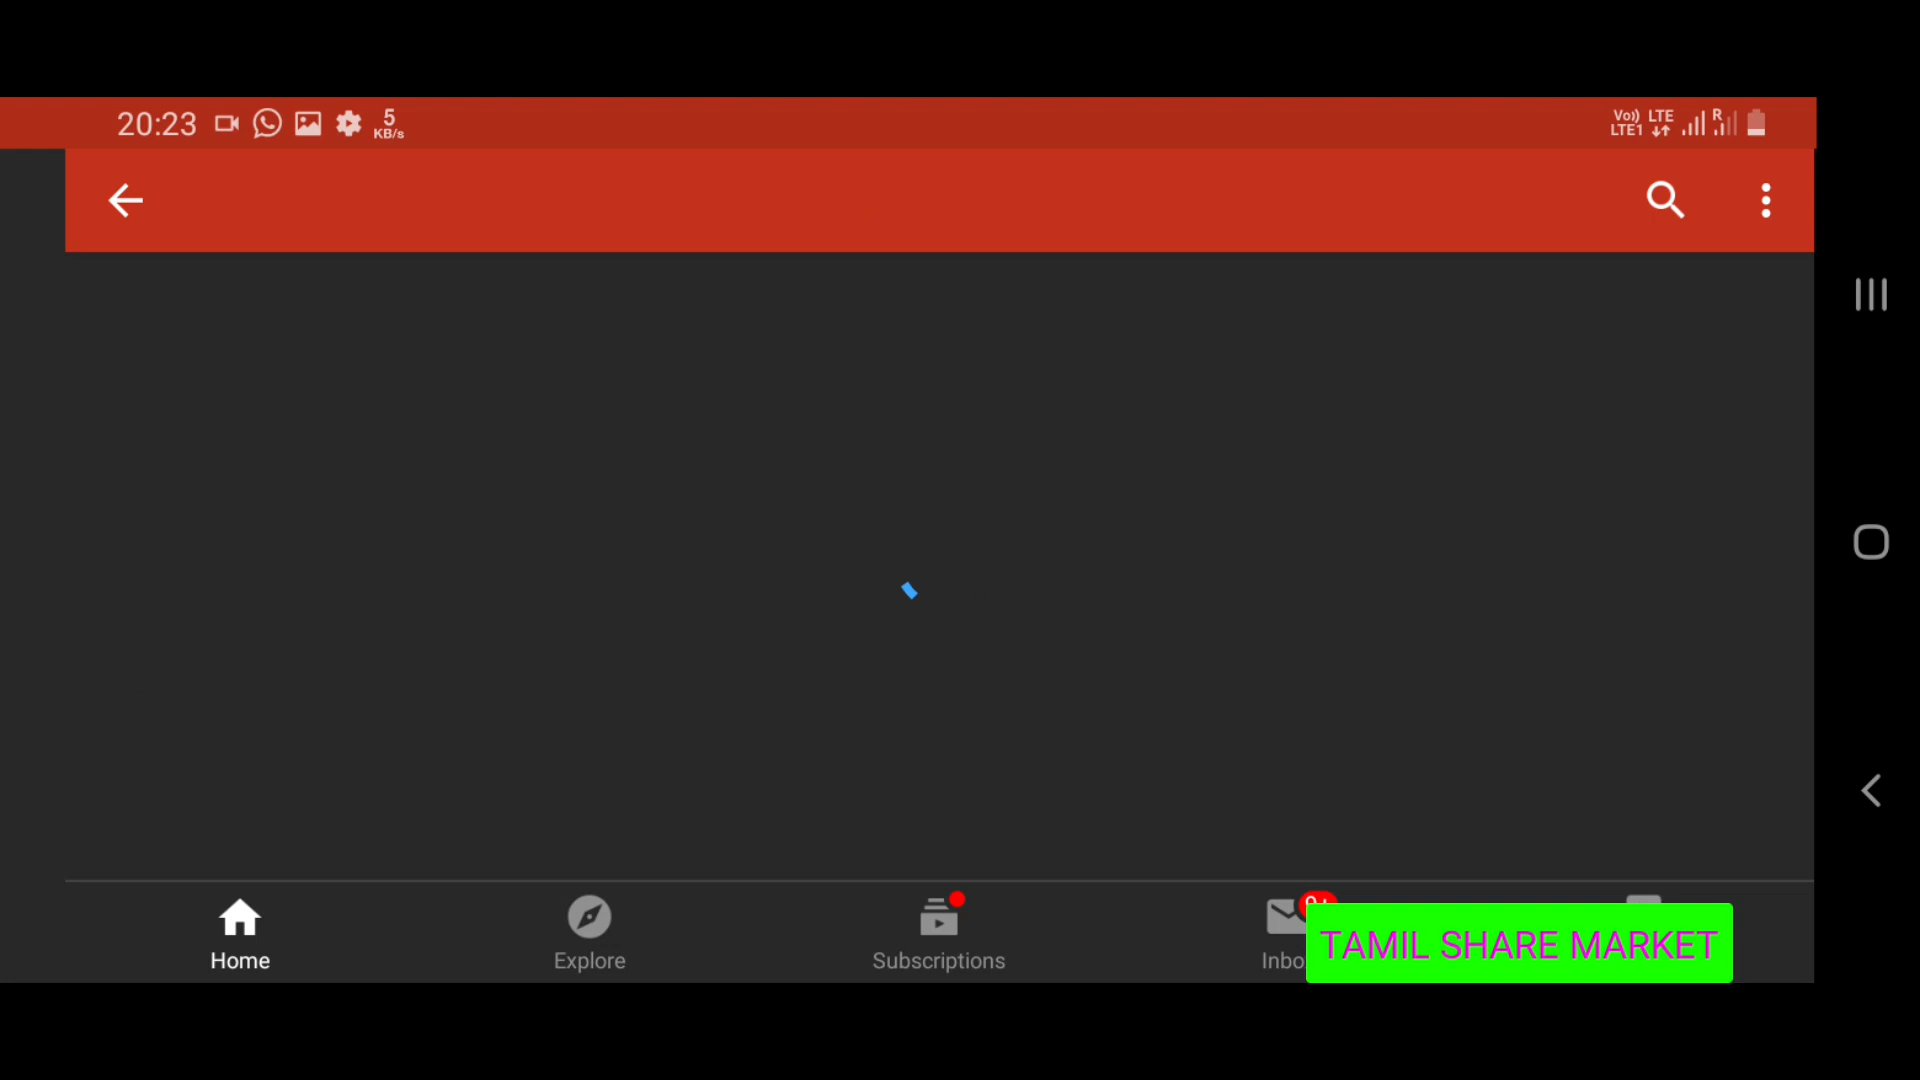 20:23
5
KB/s
Vo)) LTE
LTE1
R
Home
Explore
Subscriptions
Inbo
TAMIL SHARE MARKET